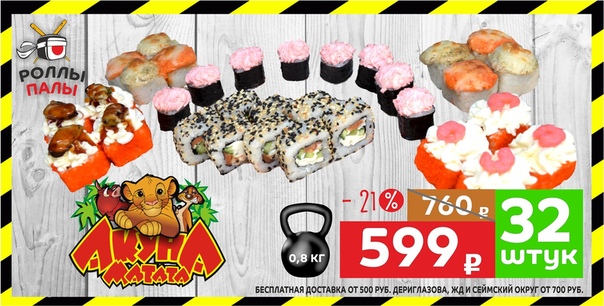 РОЛЛЫ
ПАЛЫ
АКУНА
МАТАТА
0,8 КГ
- 21%
760 ₽
599 ₽
32
ШТУК
БЕСПЛАТНАЯ ДОСТАВКА ОТ 500 РУБ. ДЕРИГЛАЗОВА, ЖД И СЕЙМСКИЙ ОКРУГ ОТ 700 РУБ.